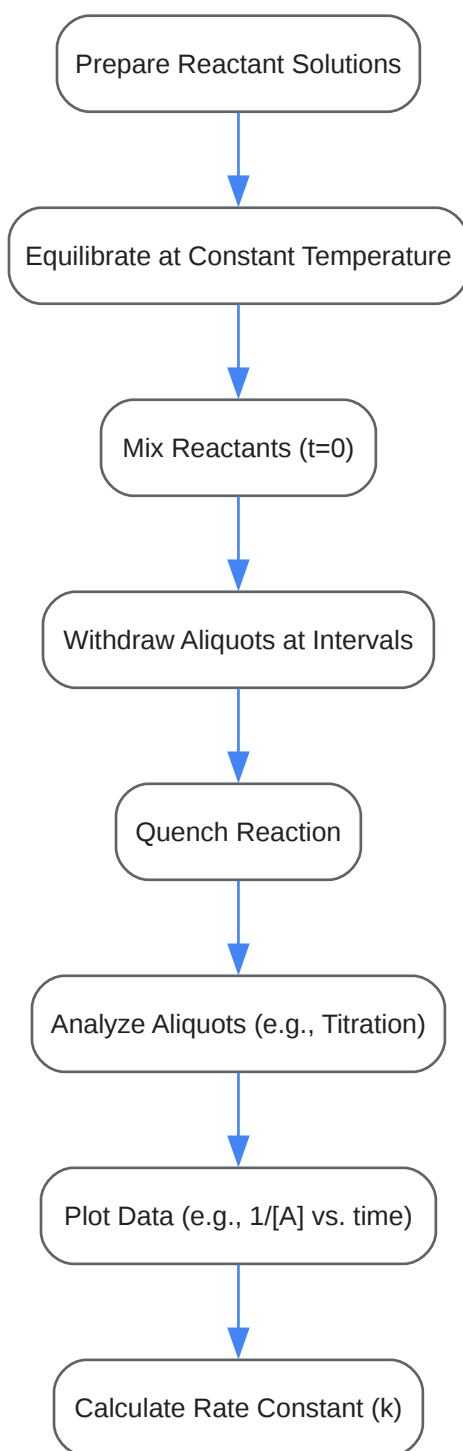 Prepare Reactant Solutions
Equilibrate at Constant Temperature
Mix Reactants (t=0)
Withdraw Aliquots at Intervals
Quench Reaction
Analyze Aliquots (e.g., Titration)
Plot Data (e.g., 1/[A] vs. time)
Calculate Rate Constant (k)